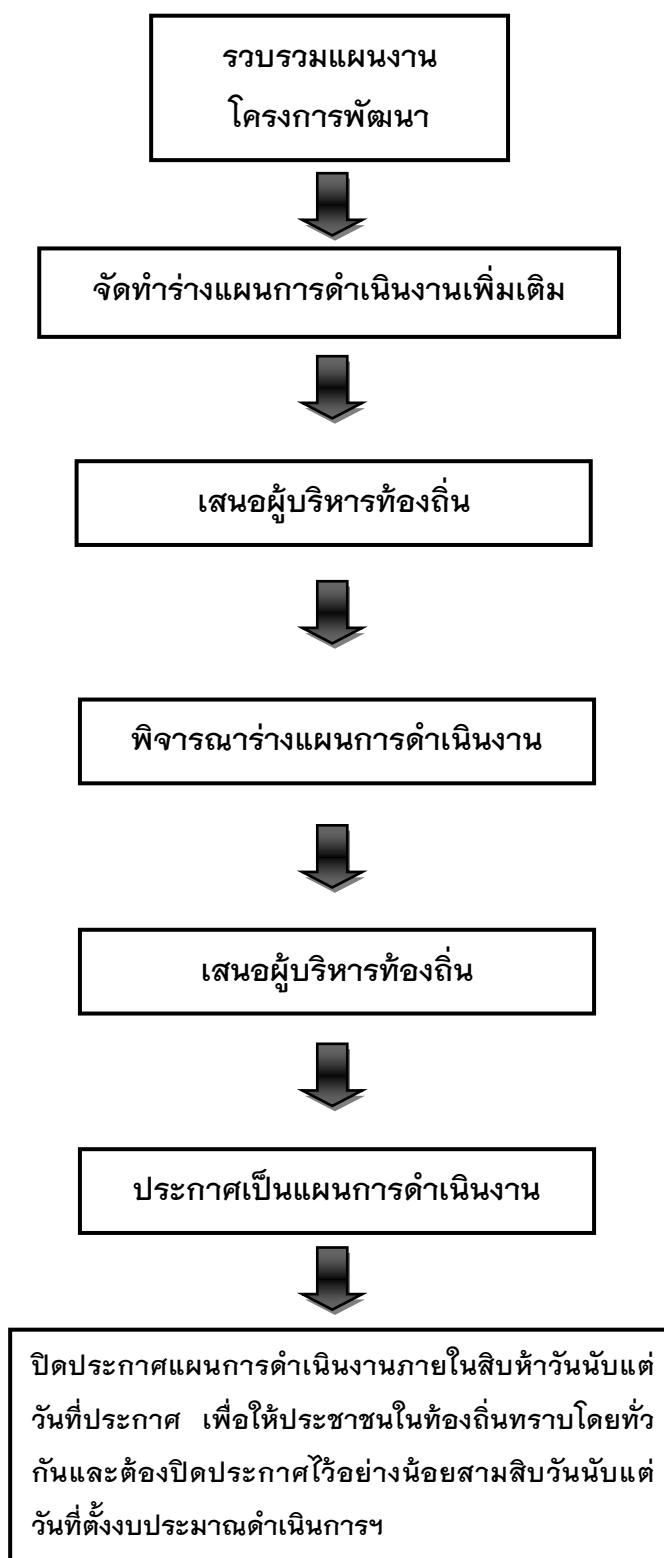 รวบรวมแผนงาน
โครงการพัฒนา
จัดทำร่างแผนการดำเนินงานเพิ่มเติม
เสนอผู้บริหารท้องถิ่น
พิจารณาร่างแผนการดำเนินงาน
เสนอผู้บริหารท้องถิ่น
ประกาศเป็นแผนการดำเนินงาน
ปิดประกาศแผนการดำเนินงานภายในสิบห้าวันนับแต่
วันที่ประกาศ เพื่อให้ประชาชนในท้องถิ่นทราบโดยทั่ว
กันและต้องปิดประกาศไว้อย่างน้อยสามสิบวันนับแต่
วันที่ตั้งงบประมาณดำเนินการฯ